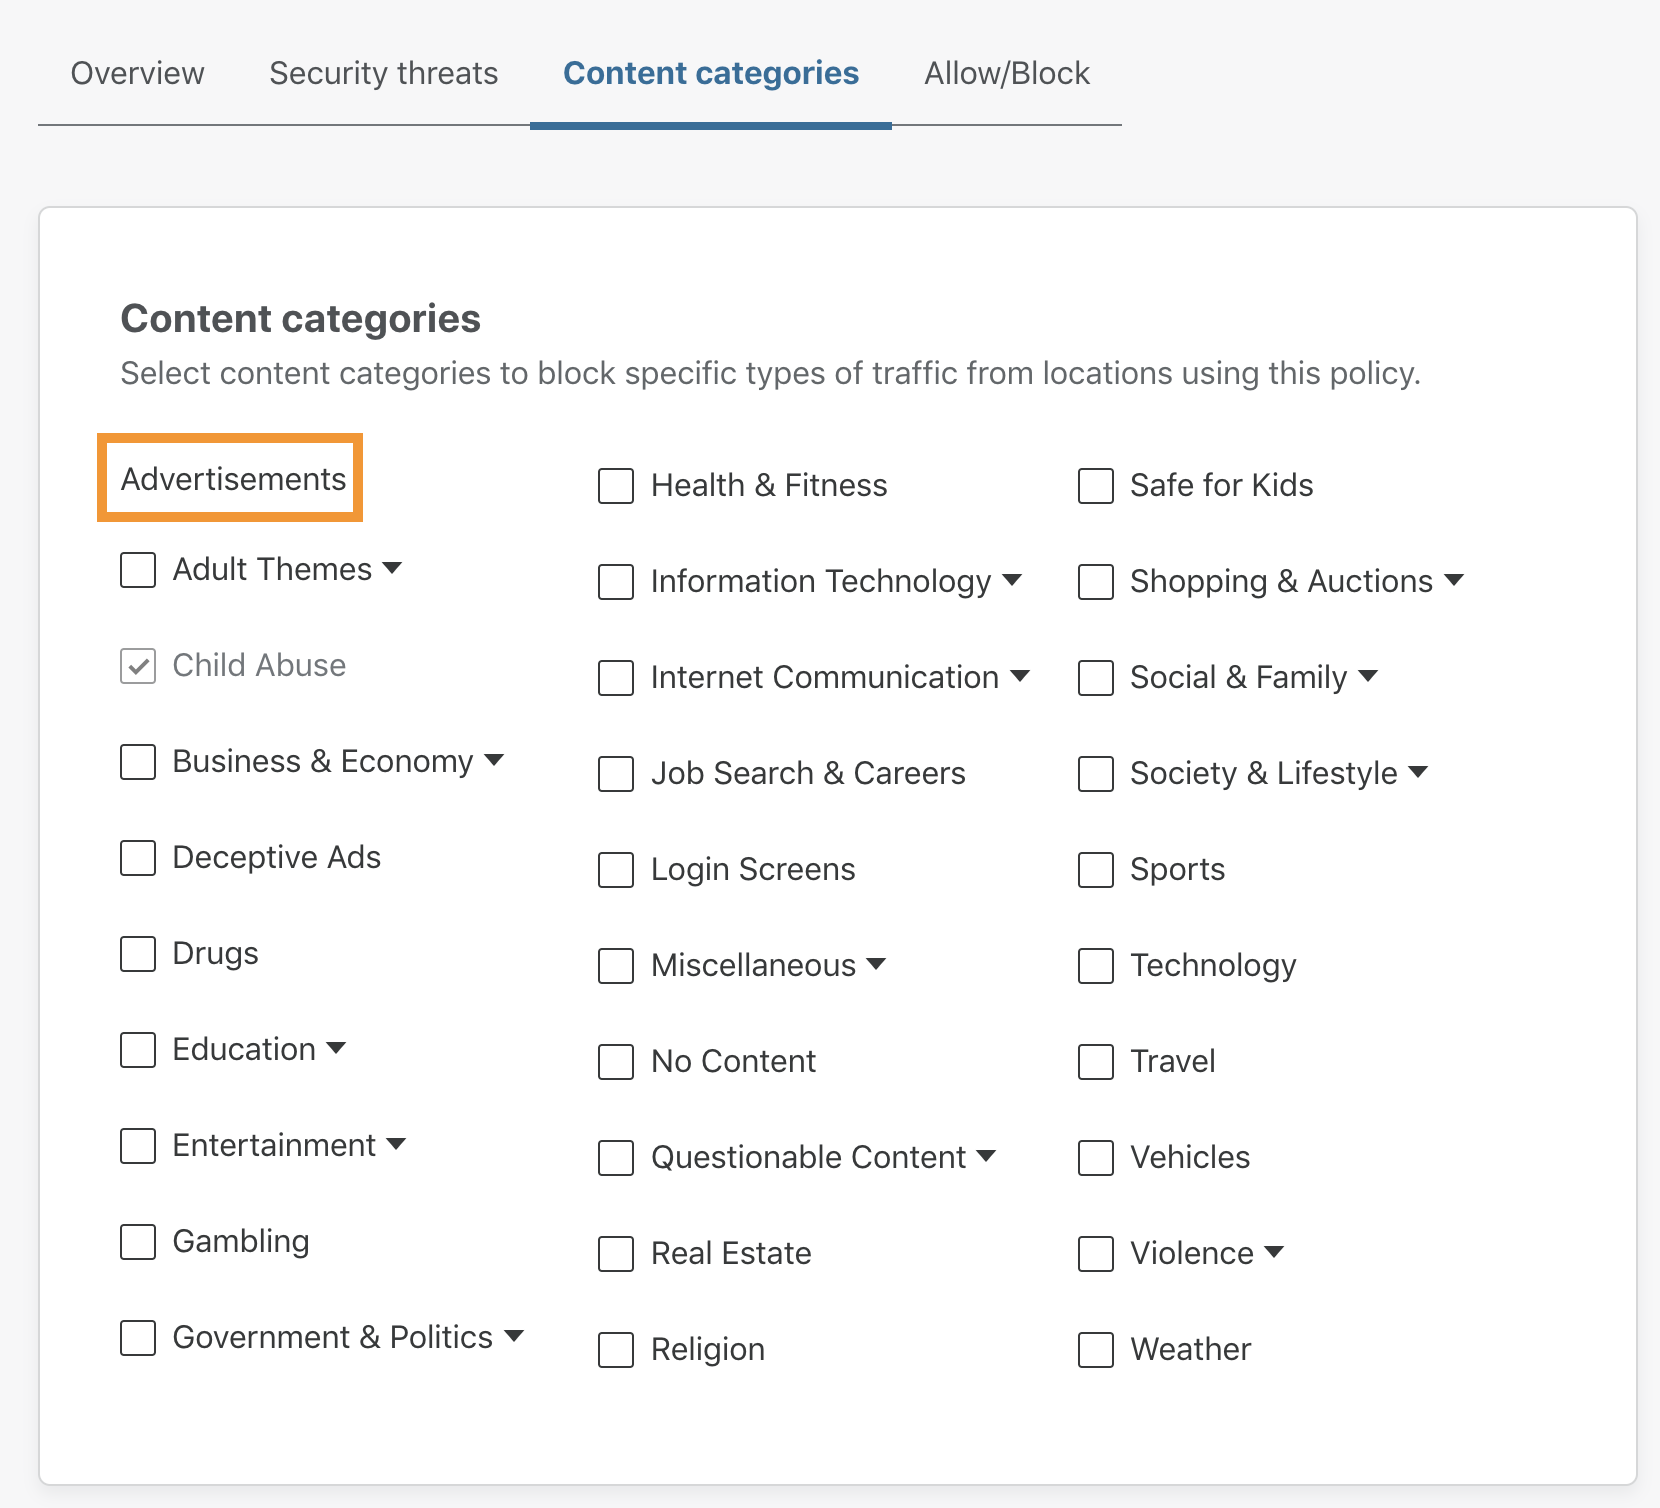 Overview Security threats Content categories Allow/Block
Content categories
Select content categories to block specific types of traffic from locations using this policy.
Advertisements
Adult Themes
Child Abuse
Business & Economy
Deceptive Ads
Drugs
Education
Entertainment
Gambling
Government & Politics
Health & Fitness
Information Technology
Internet Communication
Job Search & Careers
Login Screens
Miscellaneous
No Content
Questionable Content
Real Estate
Religion
Safe for Kids
Shopping & Auctions
Social & Family
Society & Lifestyle
Sports
Technology
Travel
Vehicles
Violence
Weather